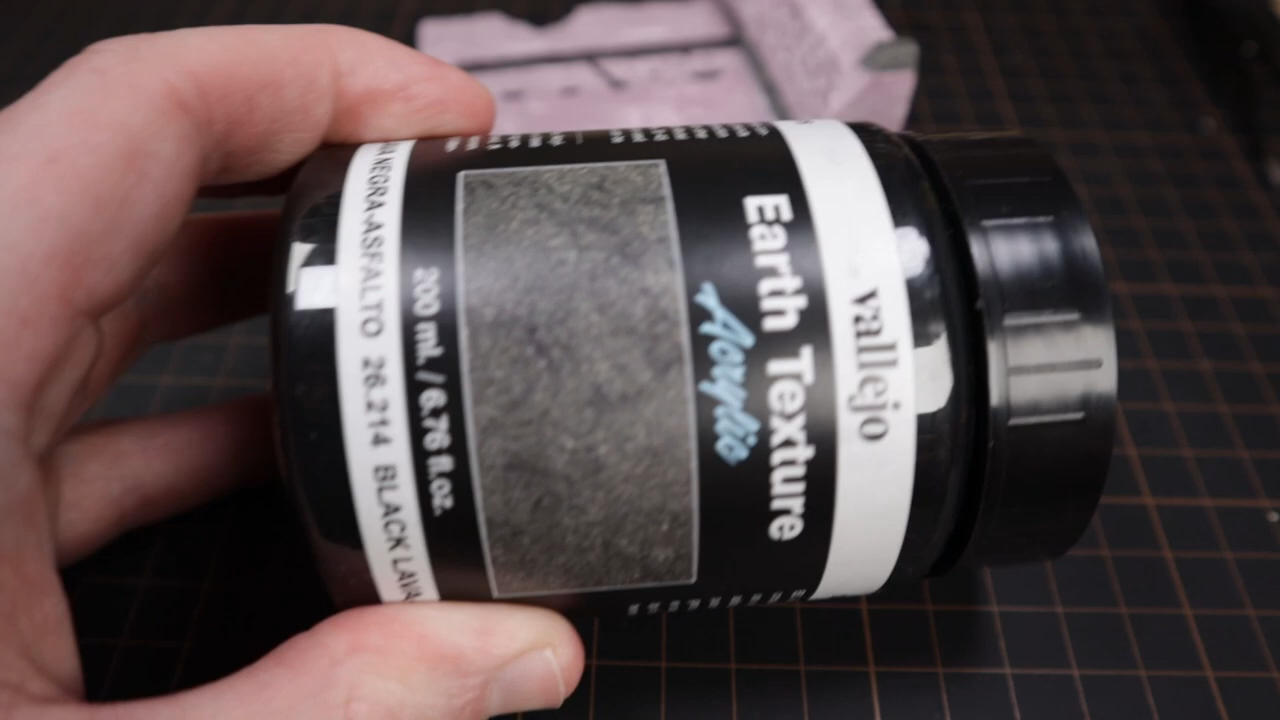 vallejo
Earth Texture
Acrylic
200 ml. / 6.76 fl.oz.
NEGRA-ASFALTO 26.214 BLACK LAVA